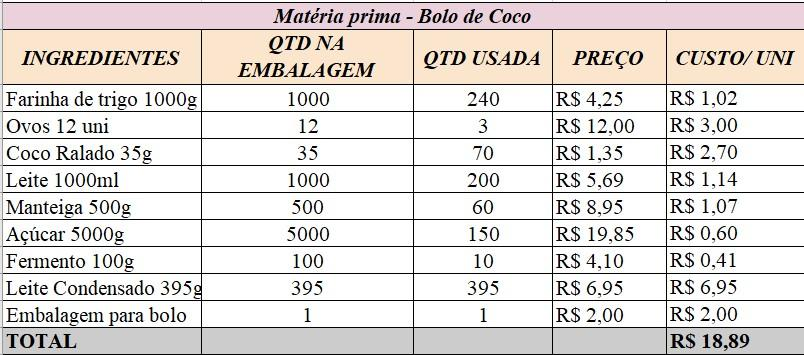 Matéria prima - Bolo de Coco
INGREDIENTES QTD NA EMBALAGEM QTD USADA PREÇO CUSTO/ UNI
Farinha de trigo 1000g 1000 240 R$ 4,25 R$ 1,02
Ovos 12 uni 12 3 R$ 12,00 R$ 3,00
Coco Ralado 35g 35 70 R$ 1,35 R$ 2,70
Leite 1000ml 1000 200 R$ 5,69 R$ 1,14
Manteiga 500g 500 60 R$ 8,95 R$ 1,07
Açúcar 5000g 5000 150 R$ 19,85 R$ 0,60
Fermento 100g 100 10 R$ 4,10 R$ 0,41
Leite Condensado 395g 395 395 R$ 6,95 R$ 6,95
Embalagem para bolo 1 1 R$ 2,00 R$ 2,00
TOTAL R$ 18,89